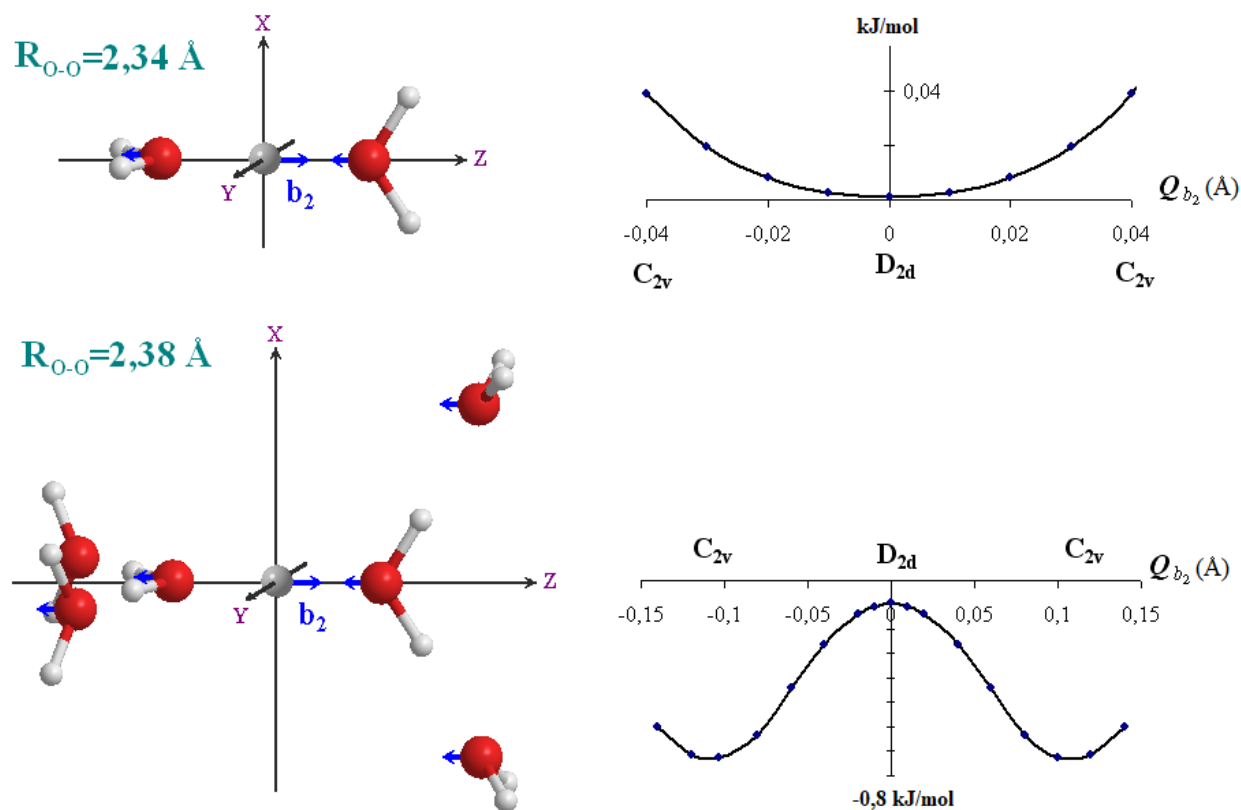 R_O-O=2,34 Å
X
Y
Z
b₂
kJ/mol
0,04
Q_b₂ (Å)
-0,04 -0,02 0 0,02 0,04
C₂ᵥ D₂d C₂ᵥ
R_O-O=2,38 Å
X
Y
Z
b₂
C₂ᵥ D₂d C₂ᵥ
Q_b₂ (Å)
-0,15 -0,1 -0,05 0 0,05 0,1 0,15
-0,8 kJ/mol